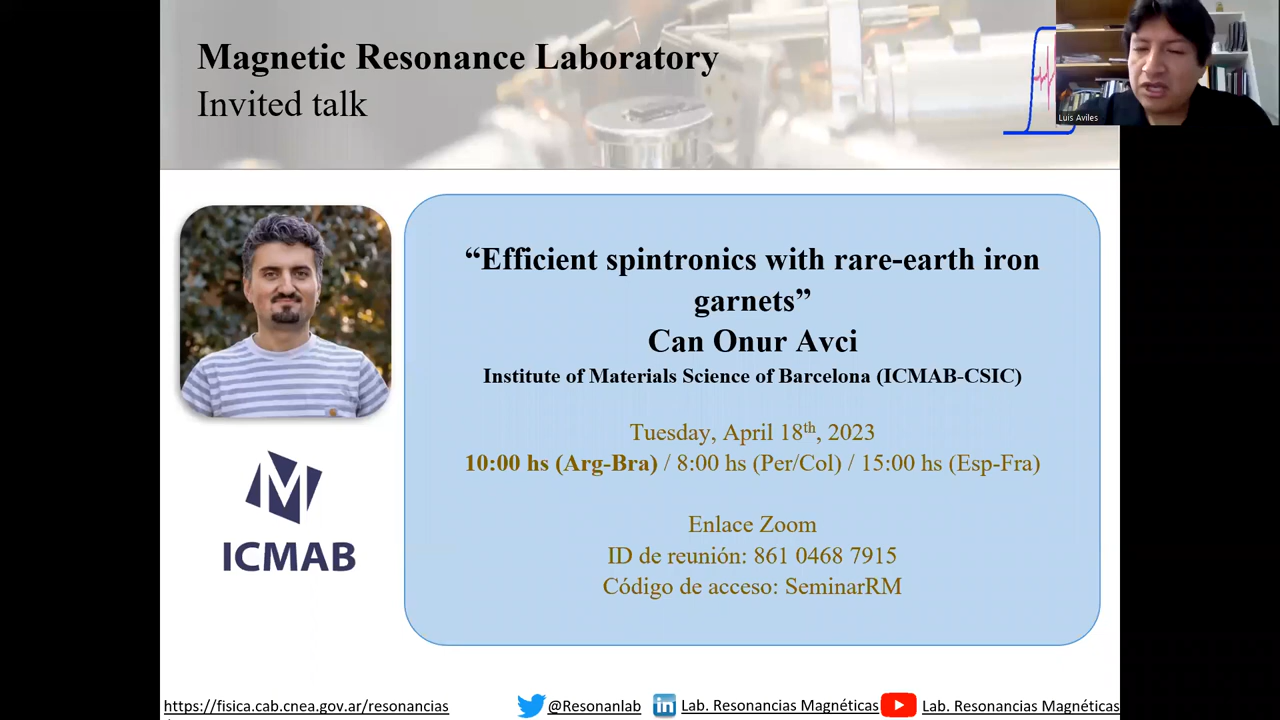 Magnetic Resonance Laboratory
Invited talk
Luis Aviles
“Efficient spintronics with rare-earth iron
garnets”
Can Onur Avci
Institute of Materials Science of Barcelona (ICMAB-CSIC)
Tuesday, April 18th, 2023
10:00 hs (Arg-Bra) / 8:00 hs (Per/Col) / 15:00 hs (Esp-Fra)
Enlace Zoom
ID de reunión: 861 0468 7915
Código de acceso: SeminarRM
ICMAB
https://fisica.cab.cnea.gov.ar/resonancias
@Resonanlab
Lab. Resonancias Magnéticas
Lab. Resonancias Magnéticas